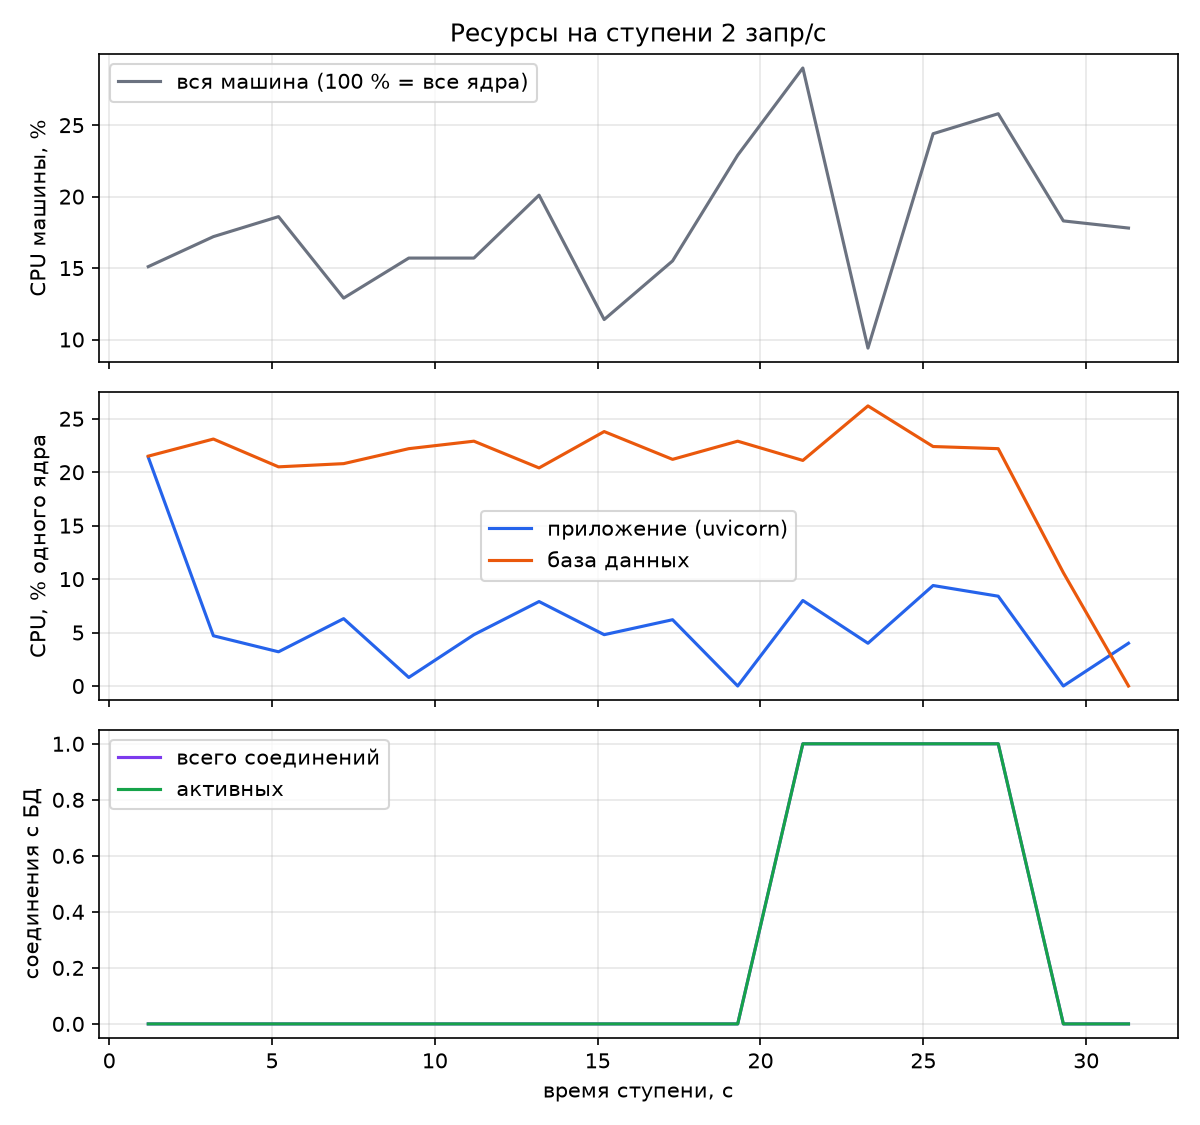 Ресурсы на ступени 2 запр/с
CPU машины, %
25
20
15
10
вся машина (100 % = все ядра)
CPU, % одного ядра
25
20
15
10
5
0
приложение (uvicorn)
база данных
соединения с БД
1.0
0.8
0.6
0.4
0.2
0.0
всего соединений
активных
0 5 10 15 20 25 30
время ступени, с